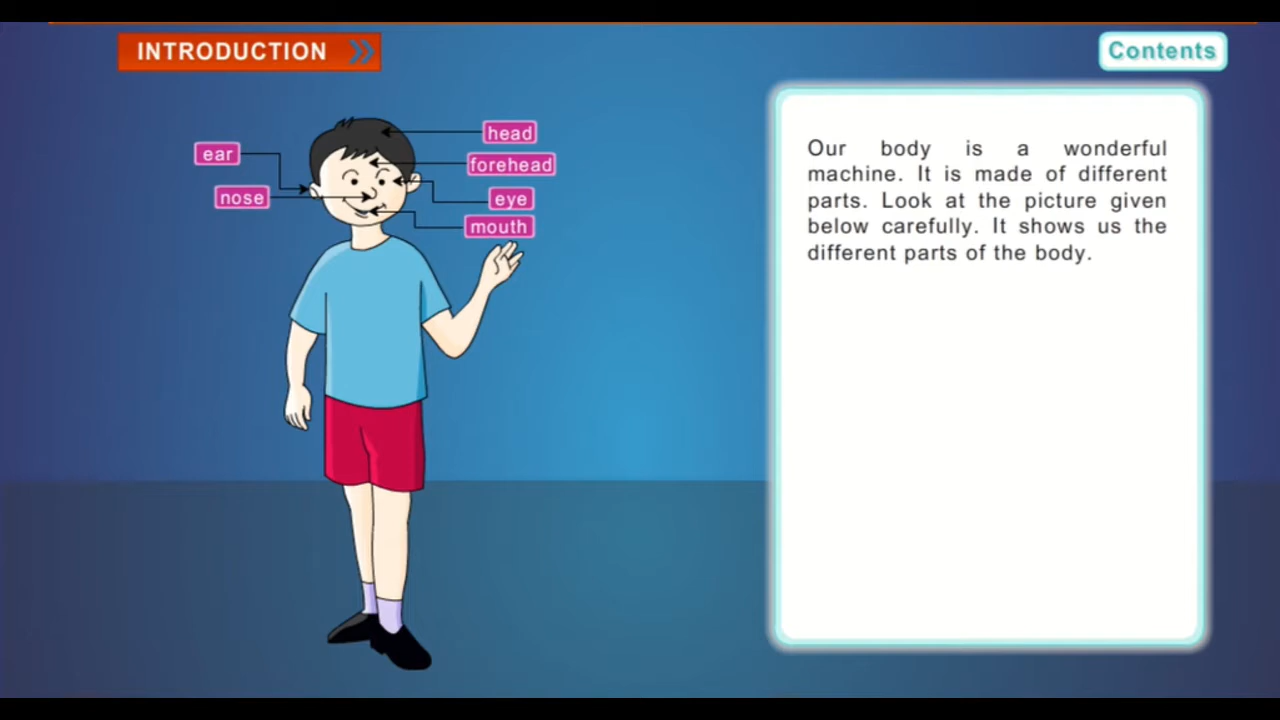 INTRODUCTION
Contents
head
ear
forehead
nose
eye
mouth
Our body is a wonderful
machine. It is made of different
parts. Look at the picture given
below carefully. It shows us the
different parts of the body.